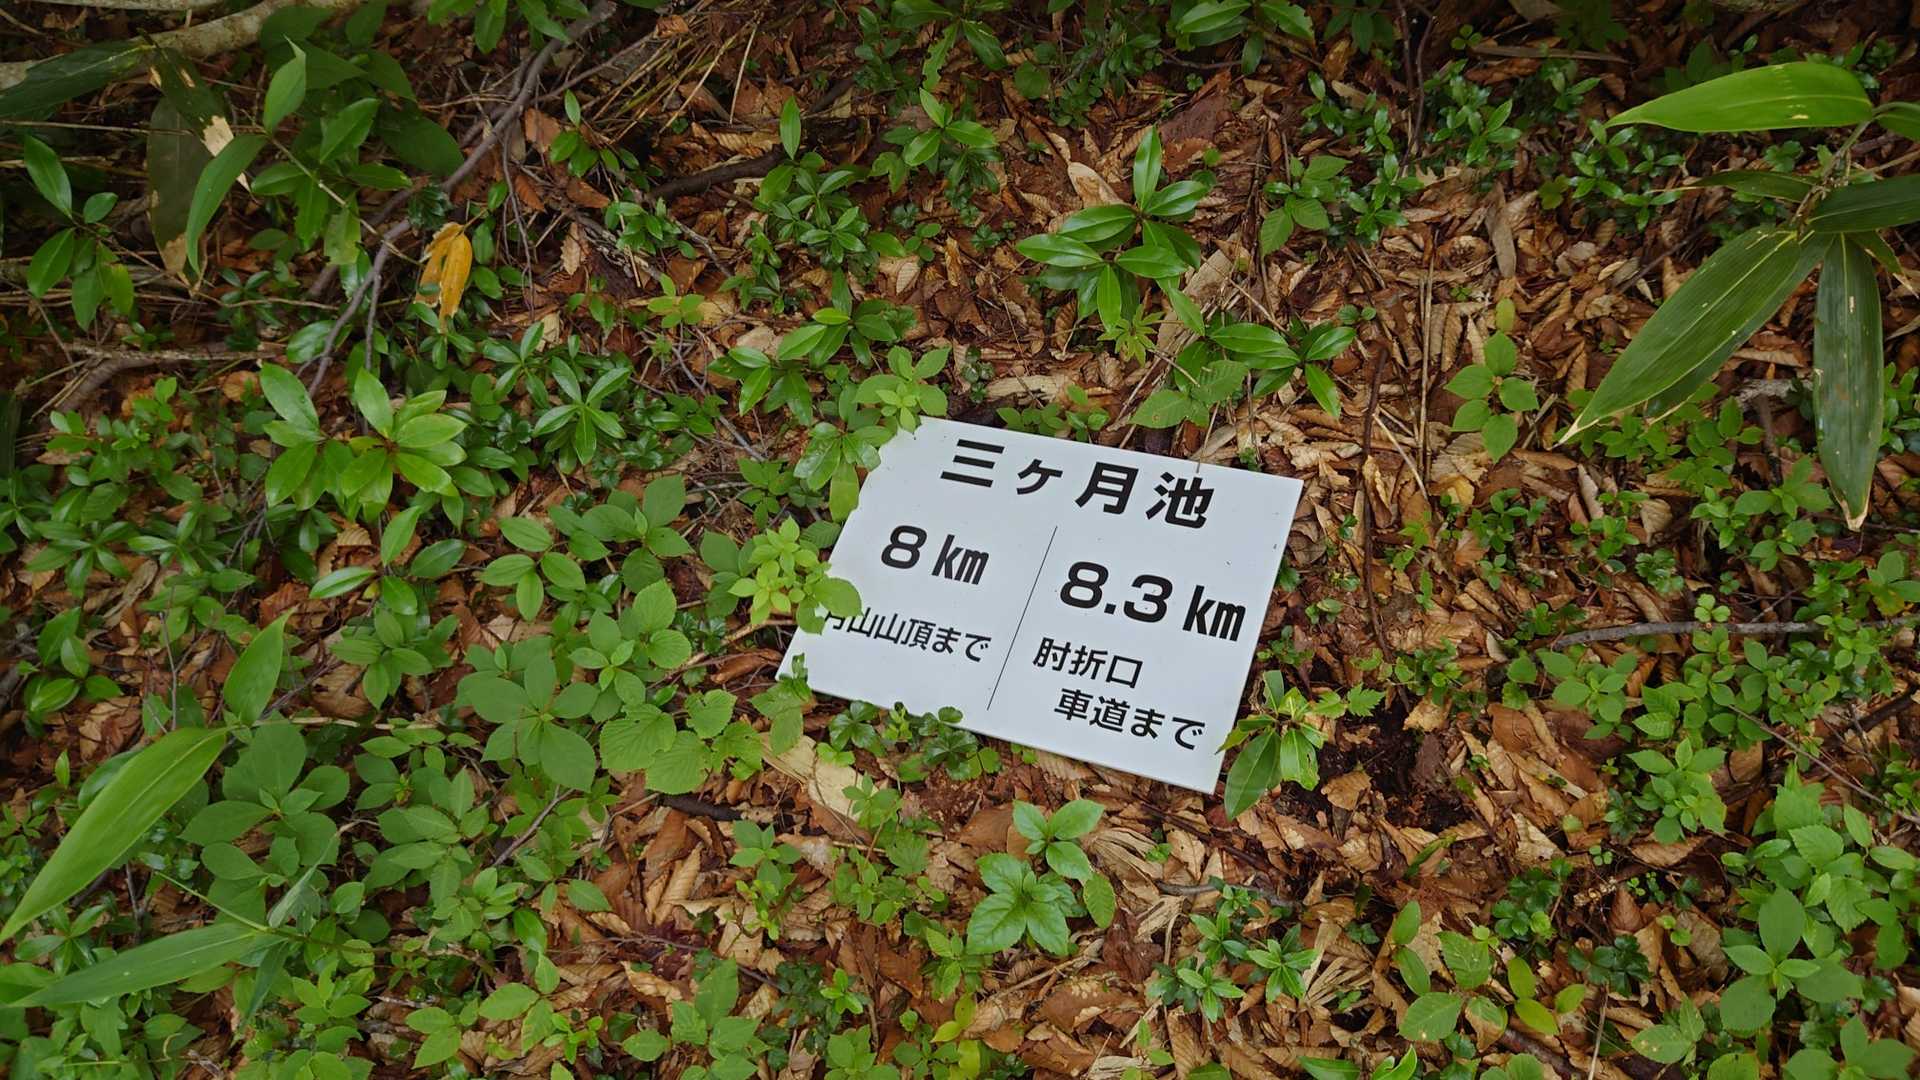 三ヶ月池
8㎞
月山山頂まで
8.3㎞
肘折口
車道まで